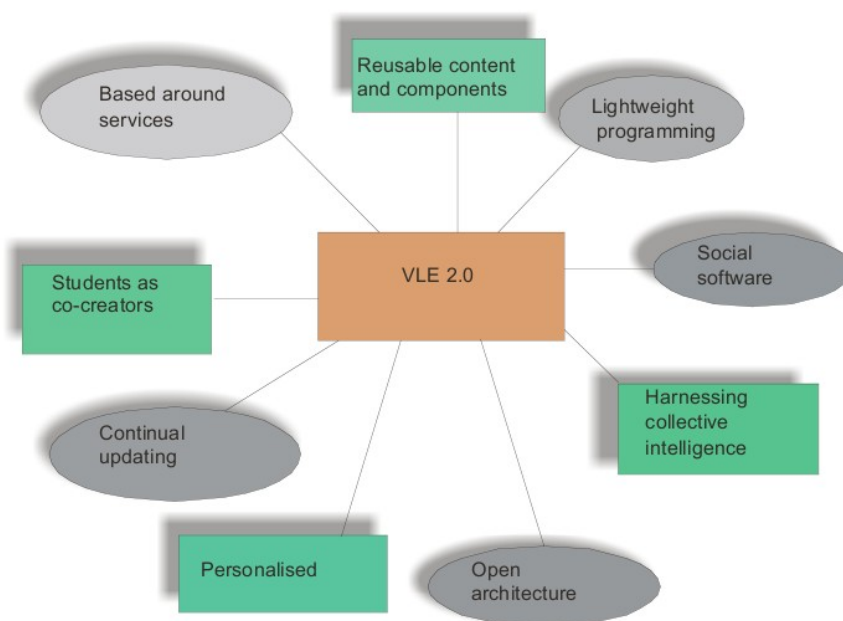 Reusable content
and components
Based around
services
Lightweight
programming
Social
software
VLE 2.0
Students as
co-creators
Harnessing
collective
intelligence
Continual
updating
Personalised
Open
architecture